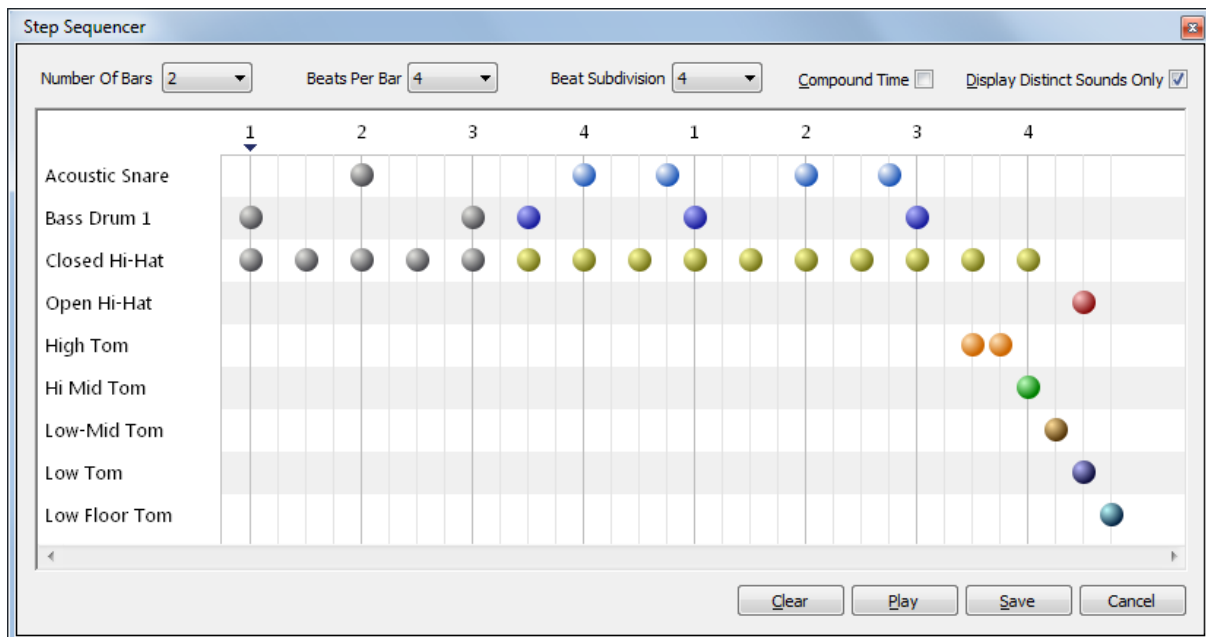 Step Sequencer
Number Of Bars 2 Beats Per Bar 4 Beat Subdivision 4 Compound Time Display Distinct Sounds Only
1 2 3 4 1 2 3 4
Acoustic Snare
Bass Drum 1
Closed Hi-Hat
Open Hi-Hat
High Tom
Hi Mid Tom
Low-Mid Tom
Low Tom
Low Floor Tom
Clear Play Save Cancel